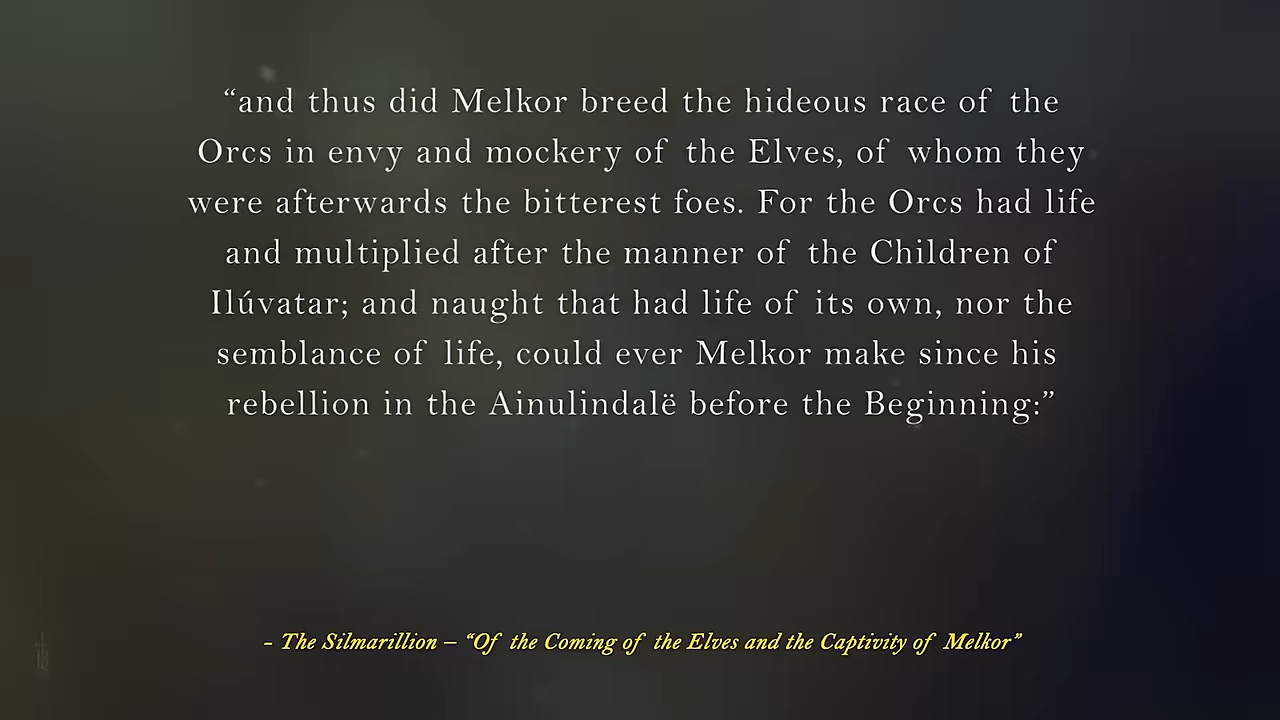 “and thus did Melkor breed the hideous race of the
Orcs in envy and mockery of the Elves, of whom they
were afterwards the bitterest foes. For the Orcs had life
and multiplied after the manner of the Children of
Ilúvatar; and naught that had life of its own, nor the
semblance of life, could ever Melkor make since his
rebellion in the Ainulindalë before the Beginning:”
- The Silmarillion – “Of the Coming of the Elves and the Captivity of Melkor”